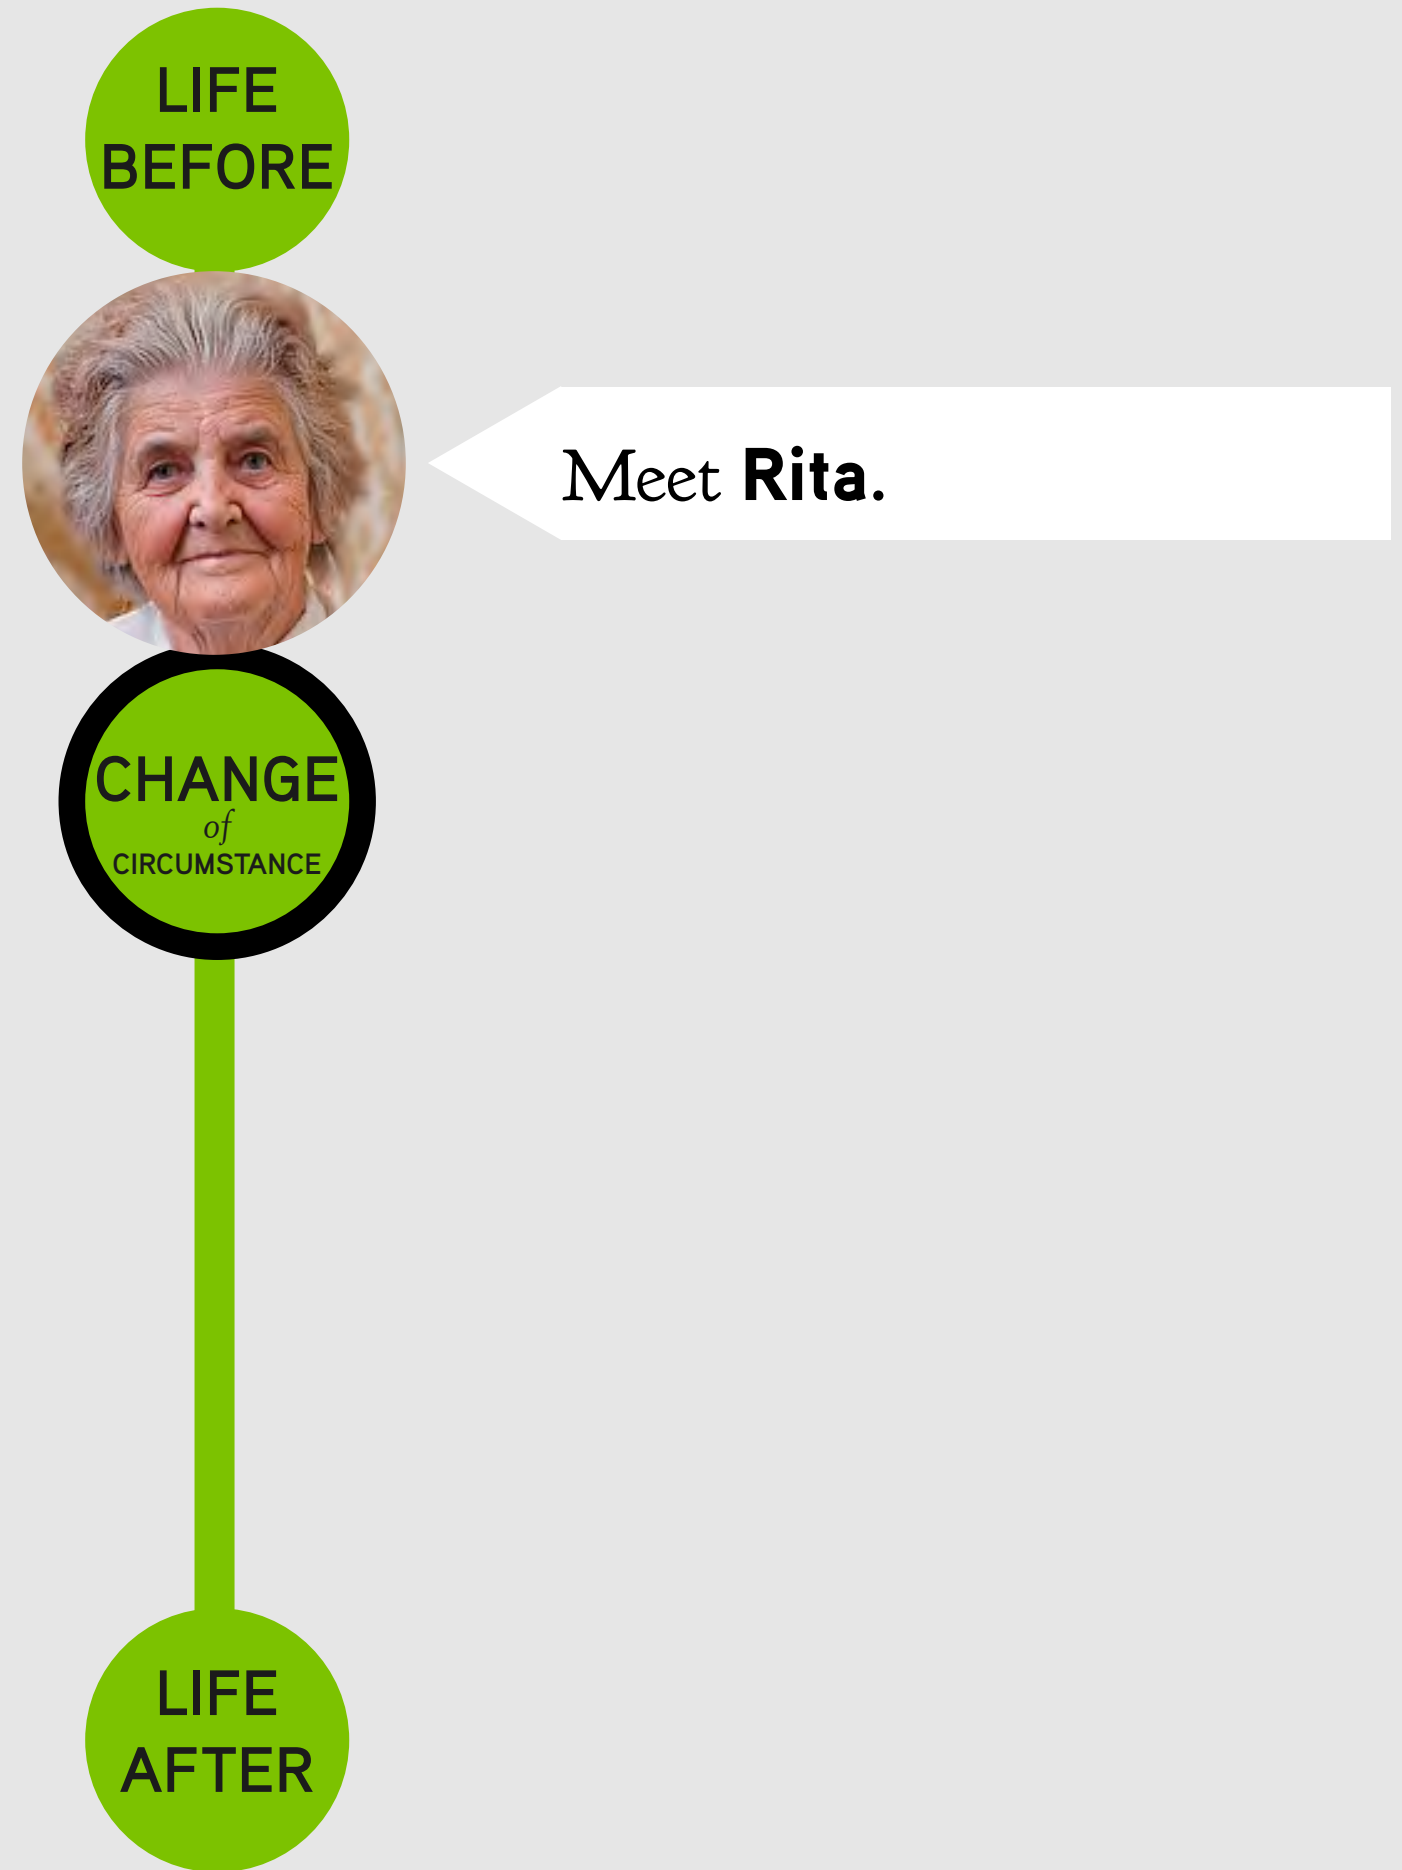 LIFE
BEFORE
Meet Rita.
CHANGE
of
CIRCUMSTANCE
LIFE
AFTER